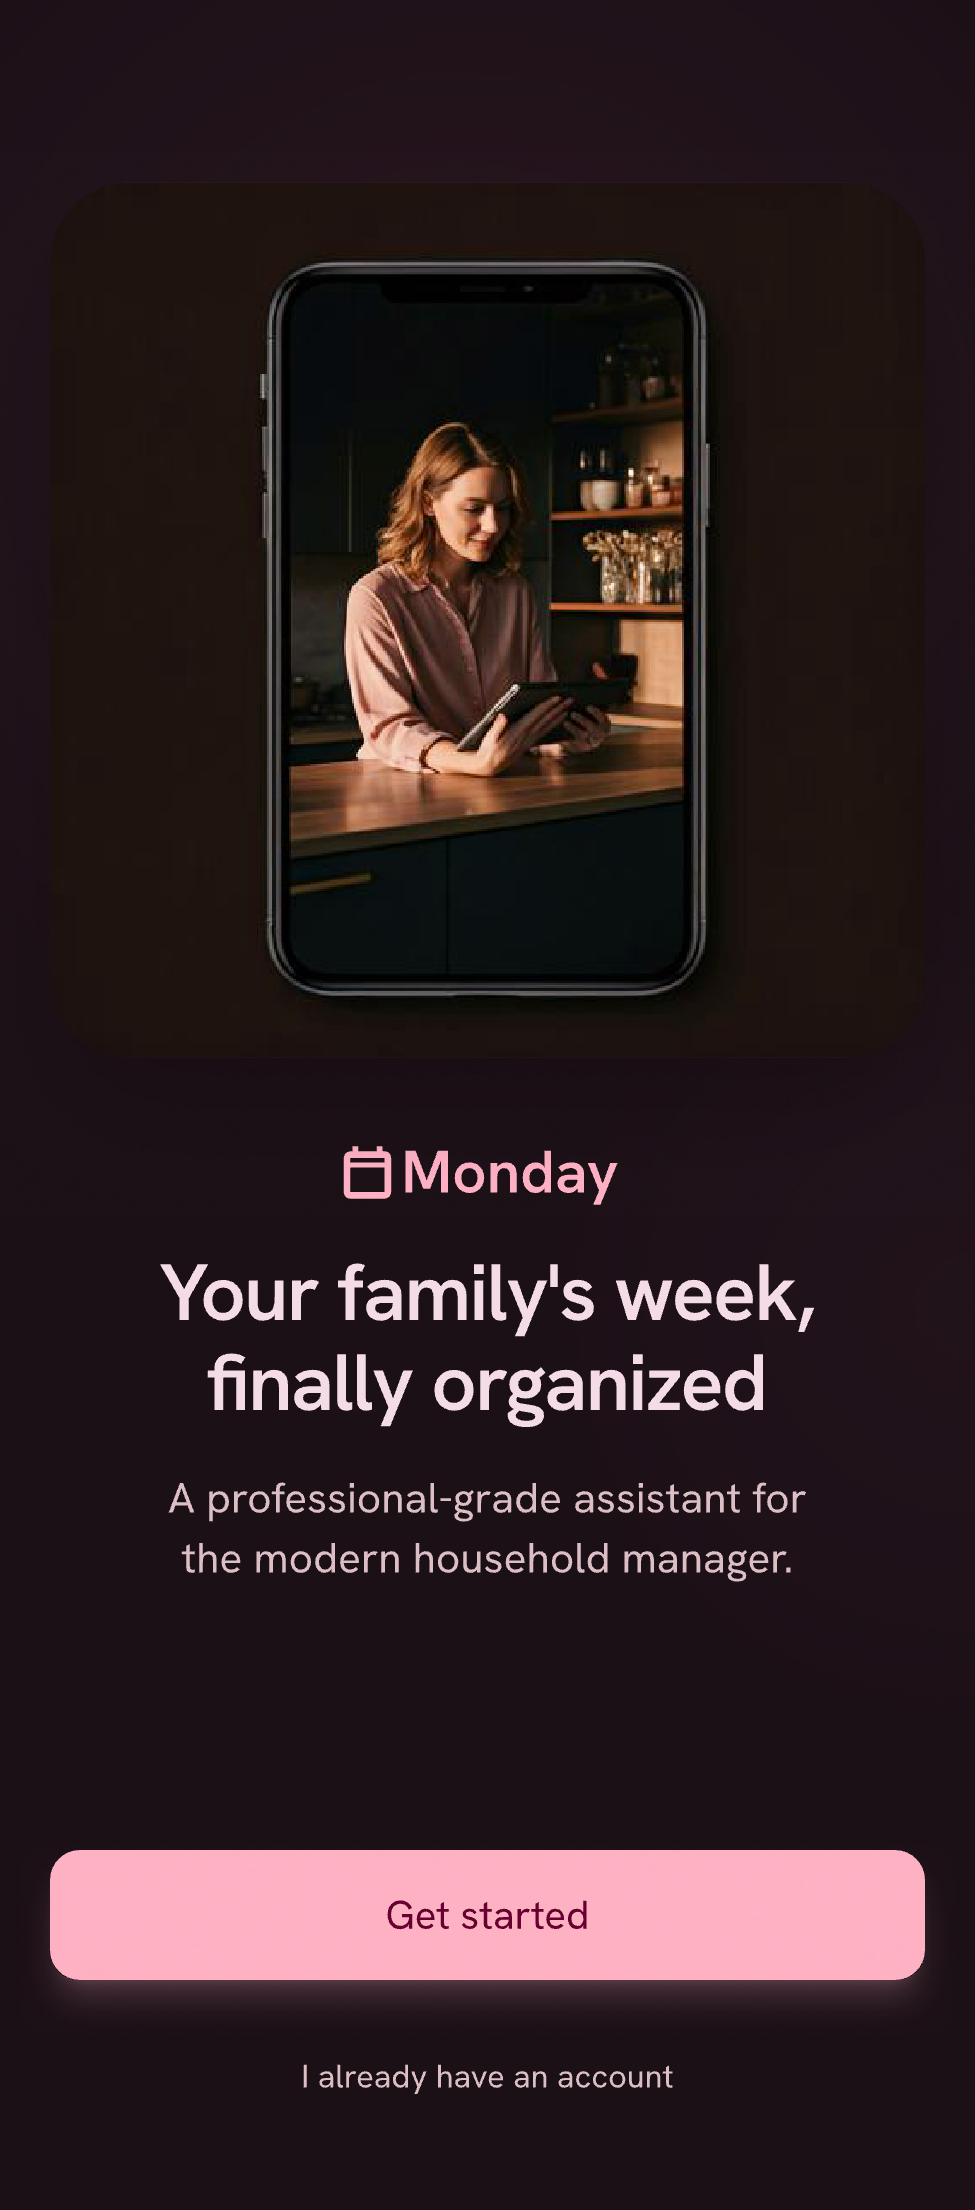 Monday
Your family's week,
finally organized
A professional-grade assistant for
the modern household manager.
Get started
I already have an account